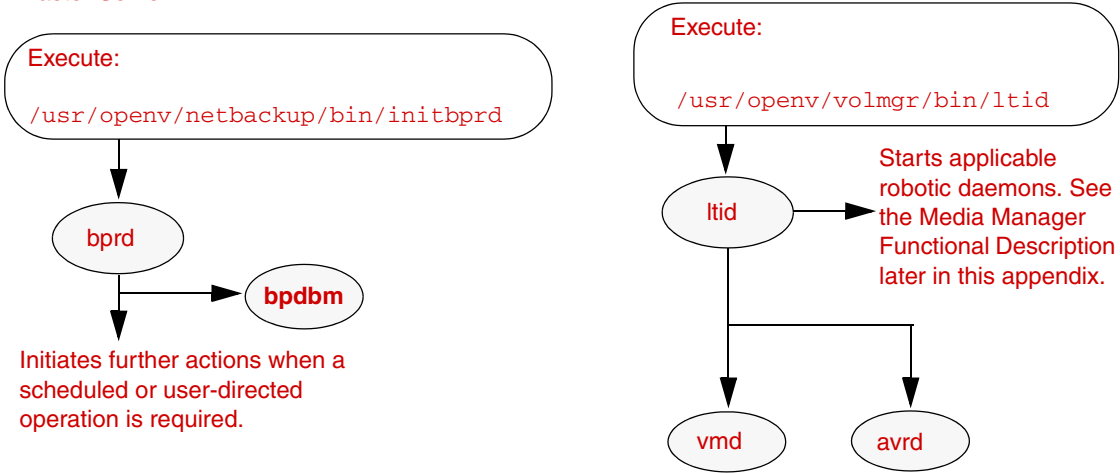 Execute:
/usr/openv/netbackup/bin/initbprd
bprd
bpdbm
Initiates further actions when a
scheduled or user-directed
operation is required.
Execute:
/usr/openv/volmgr/bin/ltid
ltid
Starts applicable
robotic daemons. See
the Media Manager
Functional Description
later in this appendix.
vmd
avrd